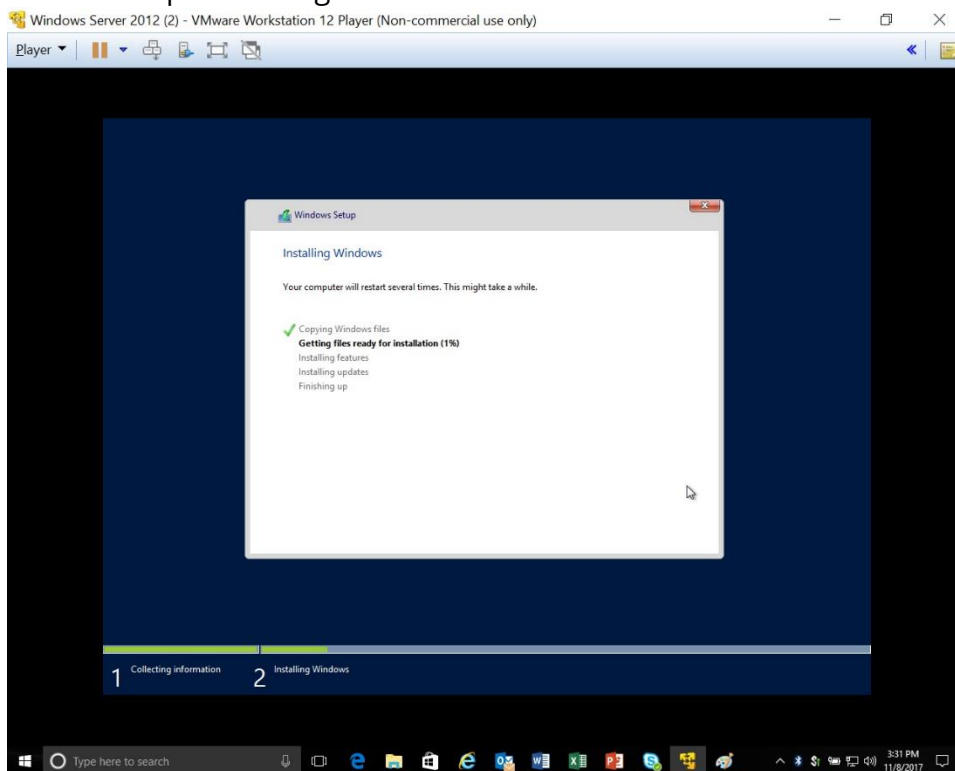 Windows Server 2012 (2) - VMware Workstation 12 Player (Non-commercial use only)
Player
Windows Setup
Installing Windows
Your computer will restart several times. This might take a while.
Copying Windows files
Getting files ready for installation (1%)
Installing features
Installing updates
Finishing up
1 Collecting information 2 Installing Windows
Type here to search
3:31 PM
11/8/2017